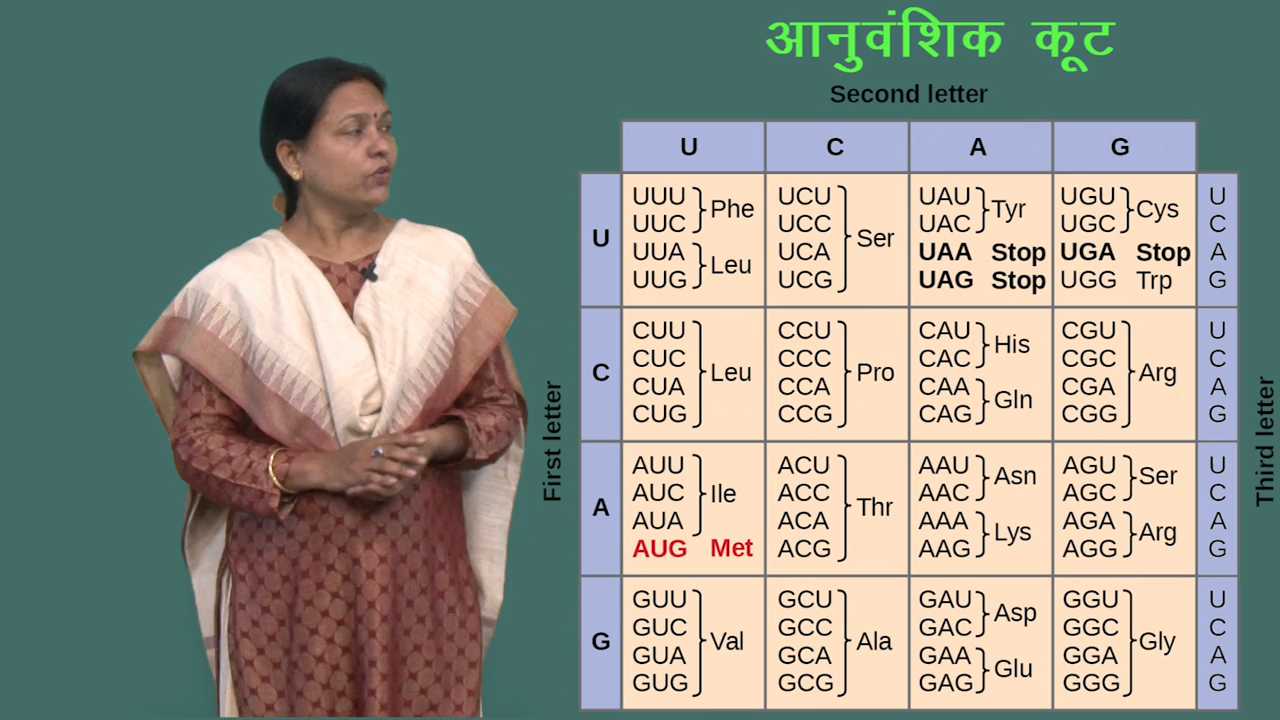 आनुवंशिक कूट
Second letter
U C A G
First letter
U
UUU
UUC
Phe
UUA
UUG
Leu
UCU
UCC
UCA
UCG
Ser
UAU
UAC
Tyr
UAA Stop
UAG Stop
UGU
UGC
Cys
UGA Stop
UGG Trp
U
C
A
G
C
CUU
CUC
CUA
CUG
Leu
CCU
CCC
CCA
CCG
Pro
CAU
CAC
His
CAA
CAG
Gln
CGU
CGC
CGA
CGG
Arg
U
C
A
G
A
AUU
AUC
AUA
Ile
AUG Met
ACU
ACC
ACA
ACG
Thr
AAU
AAC
Asn
AAA
AAG
Lys
AGU
AGC
Ser
AGA
AGG
Arg
U
C
A
G
G
GUU
GUC
GUA
GUG
Val
GCU
GCC
GCA
GCG
Ala
GAU
GAC
Asp
GAA
GAG
Glu
GGU
GGC
GGA
GGG
Gly
U
C
A
G
Third letter